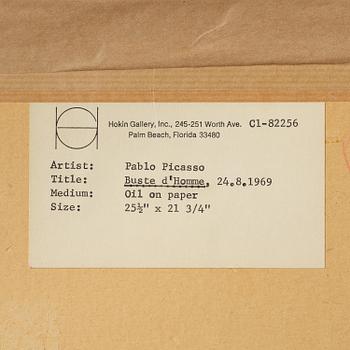 Hokin Gallery, Inc., 245-251 Worth Ave. C1-82256
Palm Beach, Florida 33480
Artist: Pablo Picasso
Title: Buste d'Homme, 24.8.1969
Medium: Oil on paper
Size: 25½" x 21 3/4"